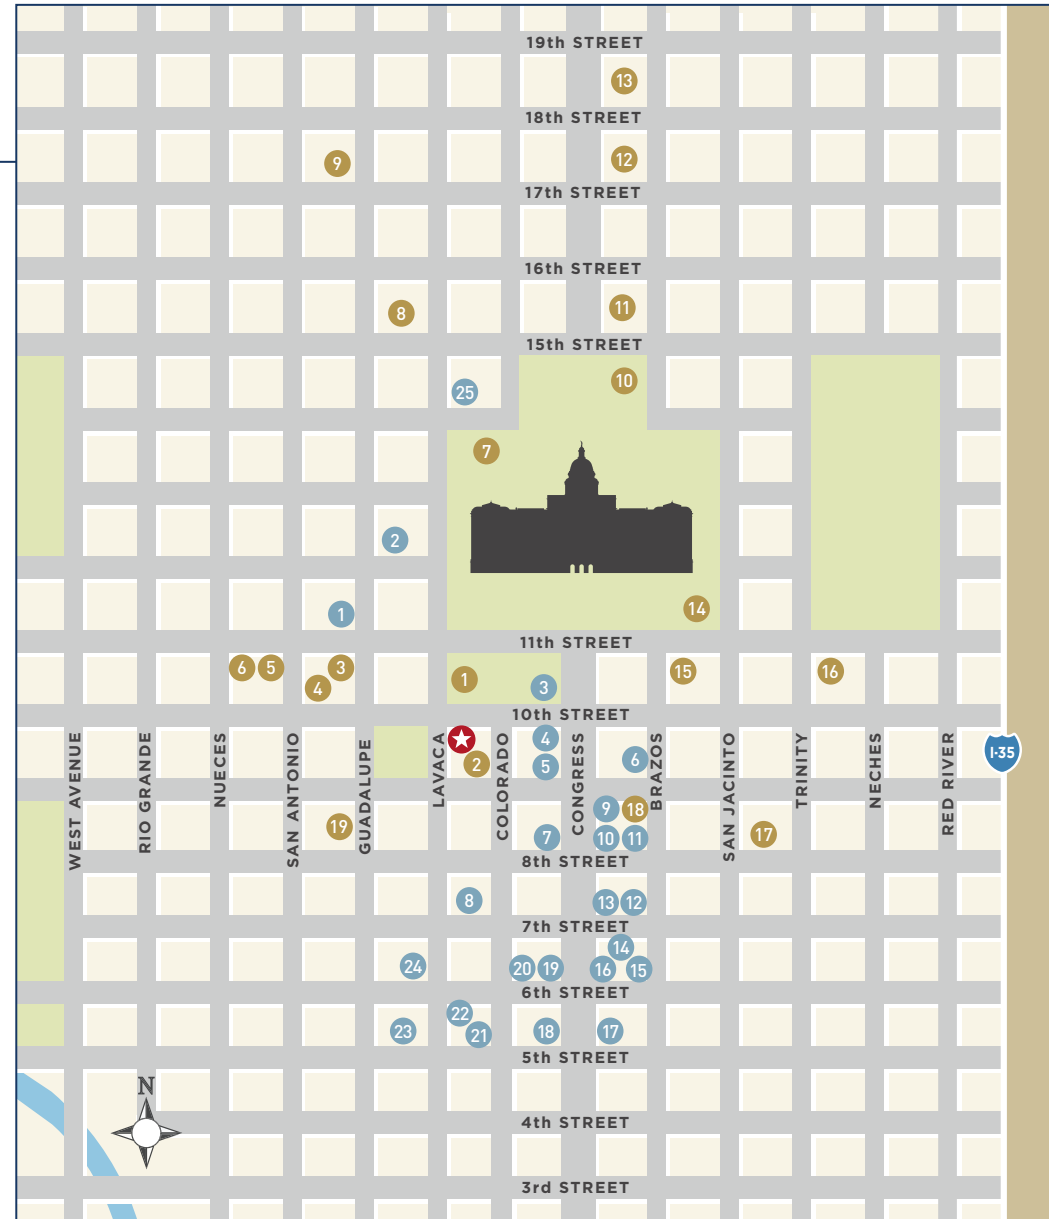 19th STREET
13
18th STREET
9
12
17th STREET
16th STREET
8
11
15th STREET
25
10
7
2
1
14
11th STREET
6
5
4
3
1
3
15
16
10th STREET
WEST AVENUE
RIO GRANDE
NUECES
SAN ANTONIO
GUADALUPE
LAVACA
2
COLORADO
4
5
CONGRESS
6
BRAZOS
SAN JACINTO
TRINITY
NECHES
RED RIVER
I-35
19
7
9
18
10
11
17
8th STREET
8
13
12
7th STREET
24
20
19
14
16
15
6th STREET
23
22
21
18
17
5th STREET
N
4th STREET
3rd STREET